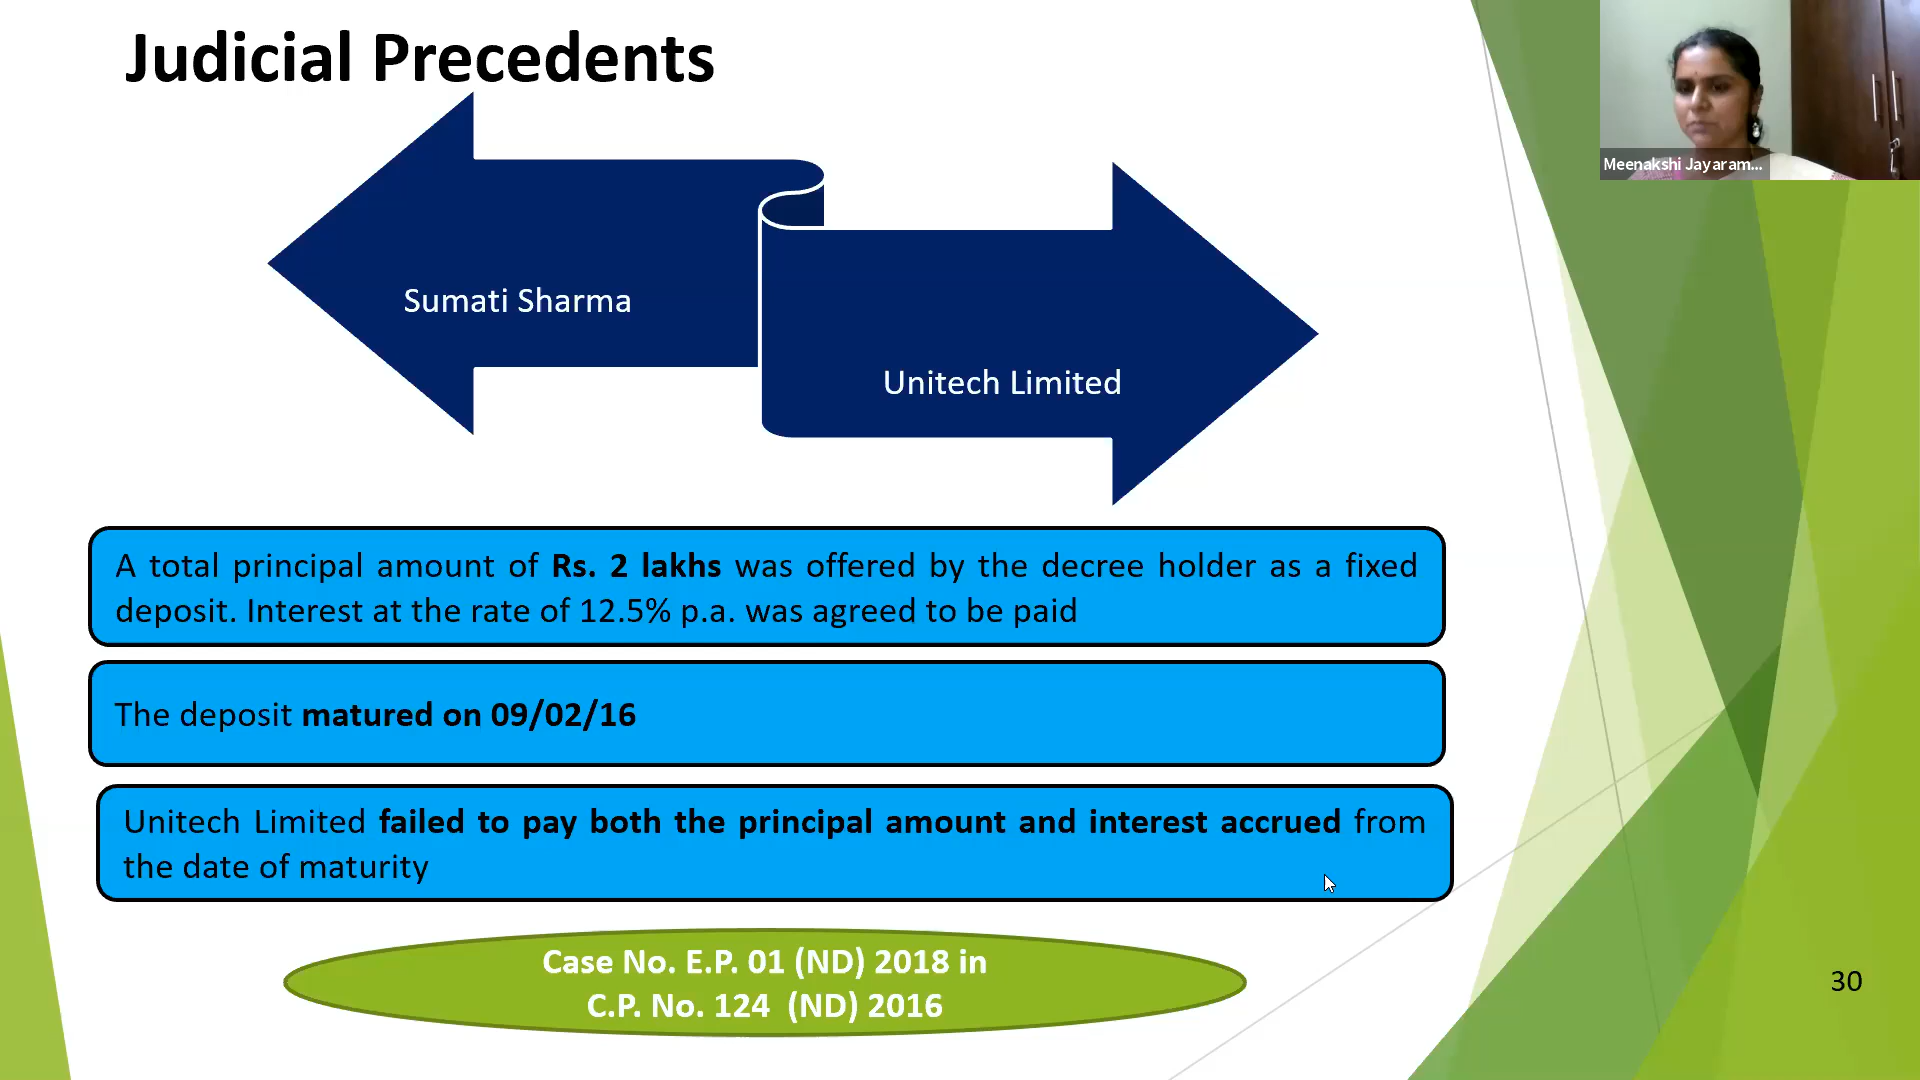 Judicial Precedents
Meenakshi Jayaram...
Sumati Sharma
Unitech Limited
A total principal amount of Rs. 2 lakhs was offered by the decree holder as a fixed
deposit. Interest at the rate of 12.5% p.a. was agreed to be paid
The deposit matured on 09/02/16
Unitech Limited failed to pay both the principal amount and interest accrued from
the date of maturity
Case No. E.P. 01 (ND) 2018 in
C.P. No. 124 (ND) 2016
30